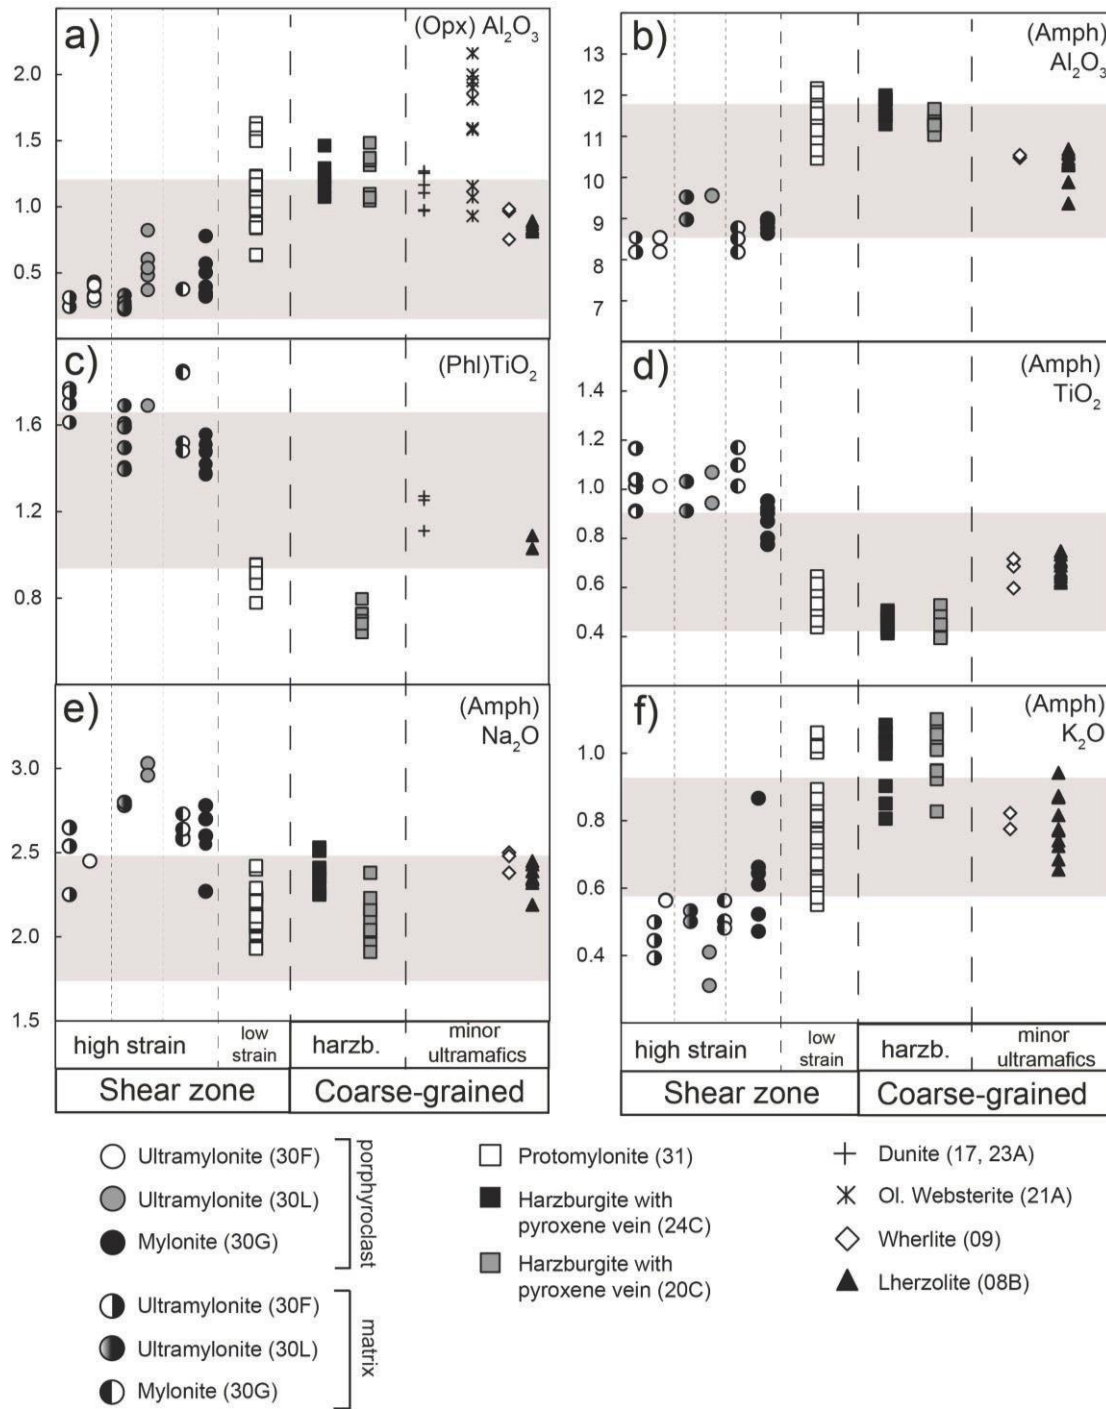 a)
(Opx) Al2O3
2.0
1.5
1.0
0.5
b)
(Amph)
Al2O3
13
12
11
10
9
8
7
c)
(Phl)TiO2
1.6
1.2
0.8
d)
(Amph)
TiO2
1.4
1.2
1.0
0.8
0.6
0.4
e)
(Amph)
Na2O
3.0
2.5
2.0
1.5
f)
(Amph)
K2O
1.0
0.8
0.6
0.4
high strain
low
strain
harzb.
minor
ultramafics
Shear zone
Coarse-grained
high strain
low
strain
harzb.
minor
ultramafics
Shear zone
Coarse-grained
Ultramylonite (30F)
Ultramylonite (30L)
Mylonite (30G)
porphyroclast
Ultramylonite (30F)
Ultramylonite (30L)
Mylonite (30G)
matrix
Protomylonite (31)
Harzburgite with
pyroxene vein (24C)
Harzburgite with
pyroxene vein (20C)
Dunite (17, 23A)
Ol. Websterite (21A)
Wherlite (09)
Lherzolite (08B)